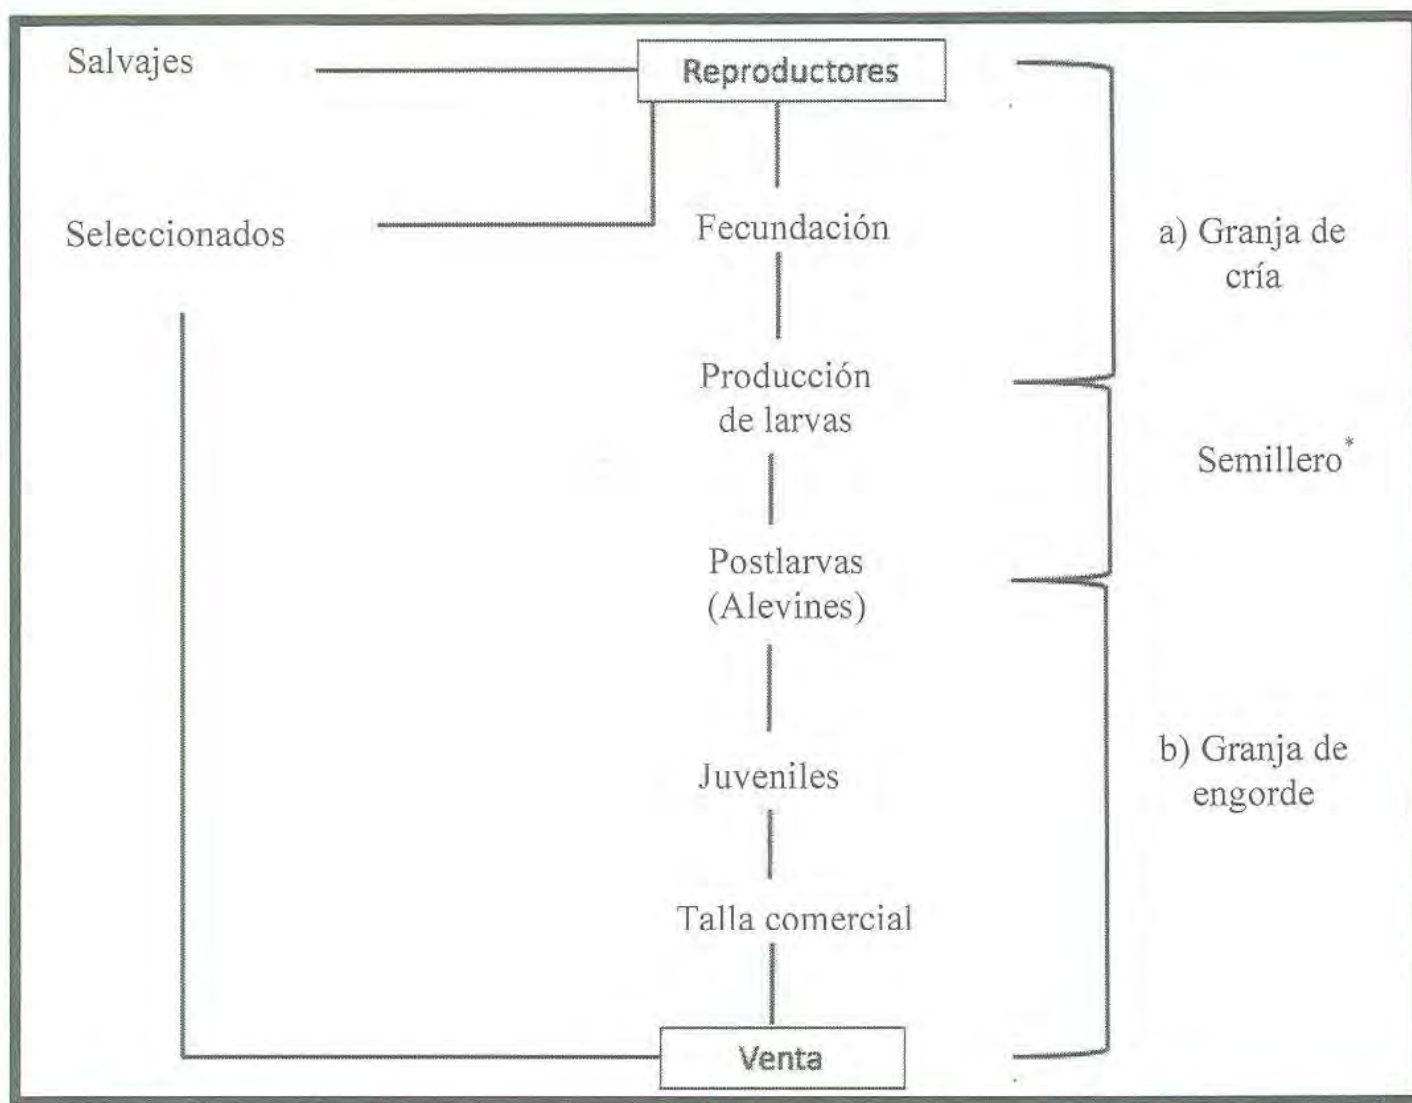 Salvajes
Reproductores
Seleccionados
Fecundación
a) Granja de
cría
Producción
de larvas
Semillero*
Postlarvas
(Alevines)
Juveniles
b) Granja de
engorde
Talla comercial
Venta